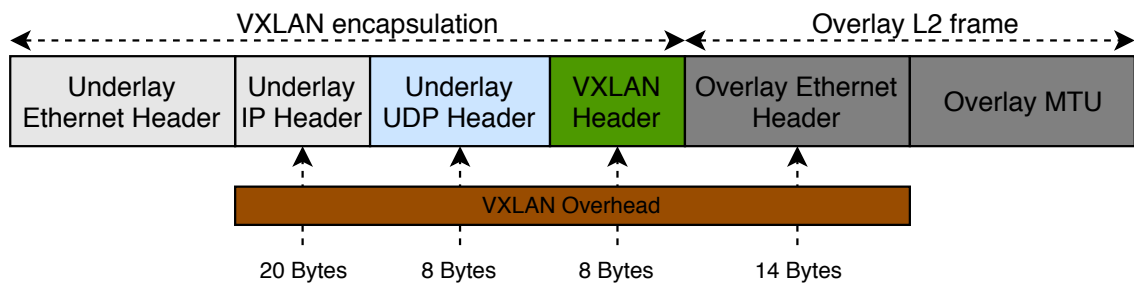 VXLAN encapsulation
Overlay L2 frame
Underlay
Ethernet Header
Underlay
IP Header
Underlay
UDP Header
VXLAN
Header
Overlay Ethernet
Header
Overlay MTU
VXLAN Overhead
20 Bytes
8 Bytes
8 Bytes
14 Bytes